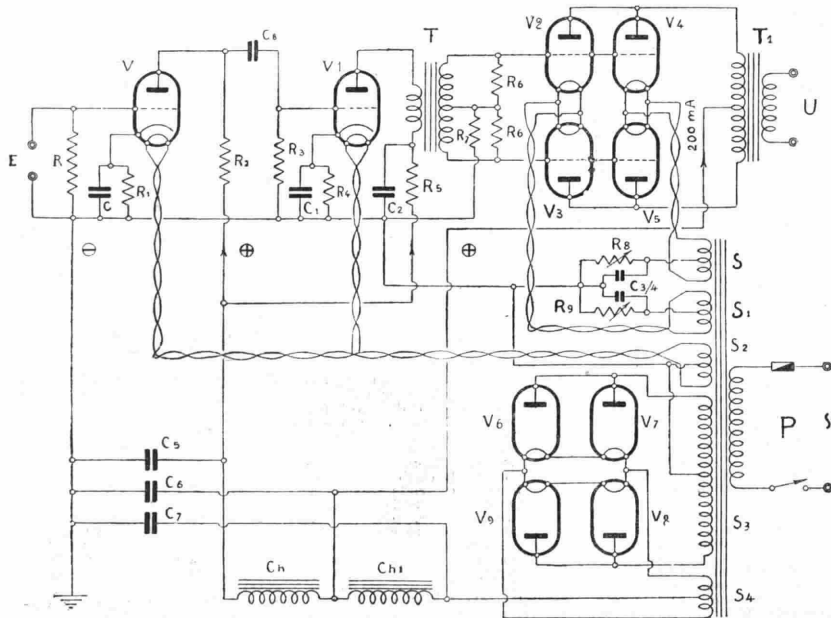 V
C8
V1
T
V2
V4
T1
E
R
R2
R3
R6
R7
R6
200 mA
U
C
R1
C1
R4
C2
R5
V3
V5
⊖
⊕
⊕
R8
C3/4
R9
S
S1
S2
C5
C6
C7
V6
V7
P
S
V9
V8
S3
Ch
Ch1
S4